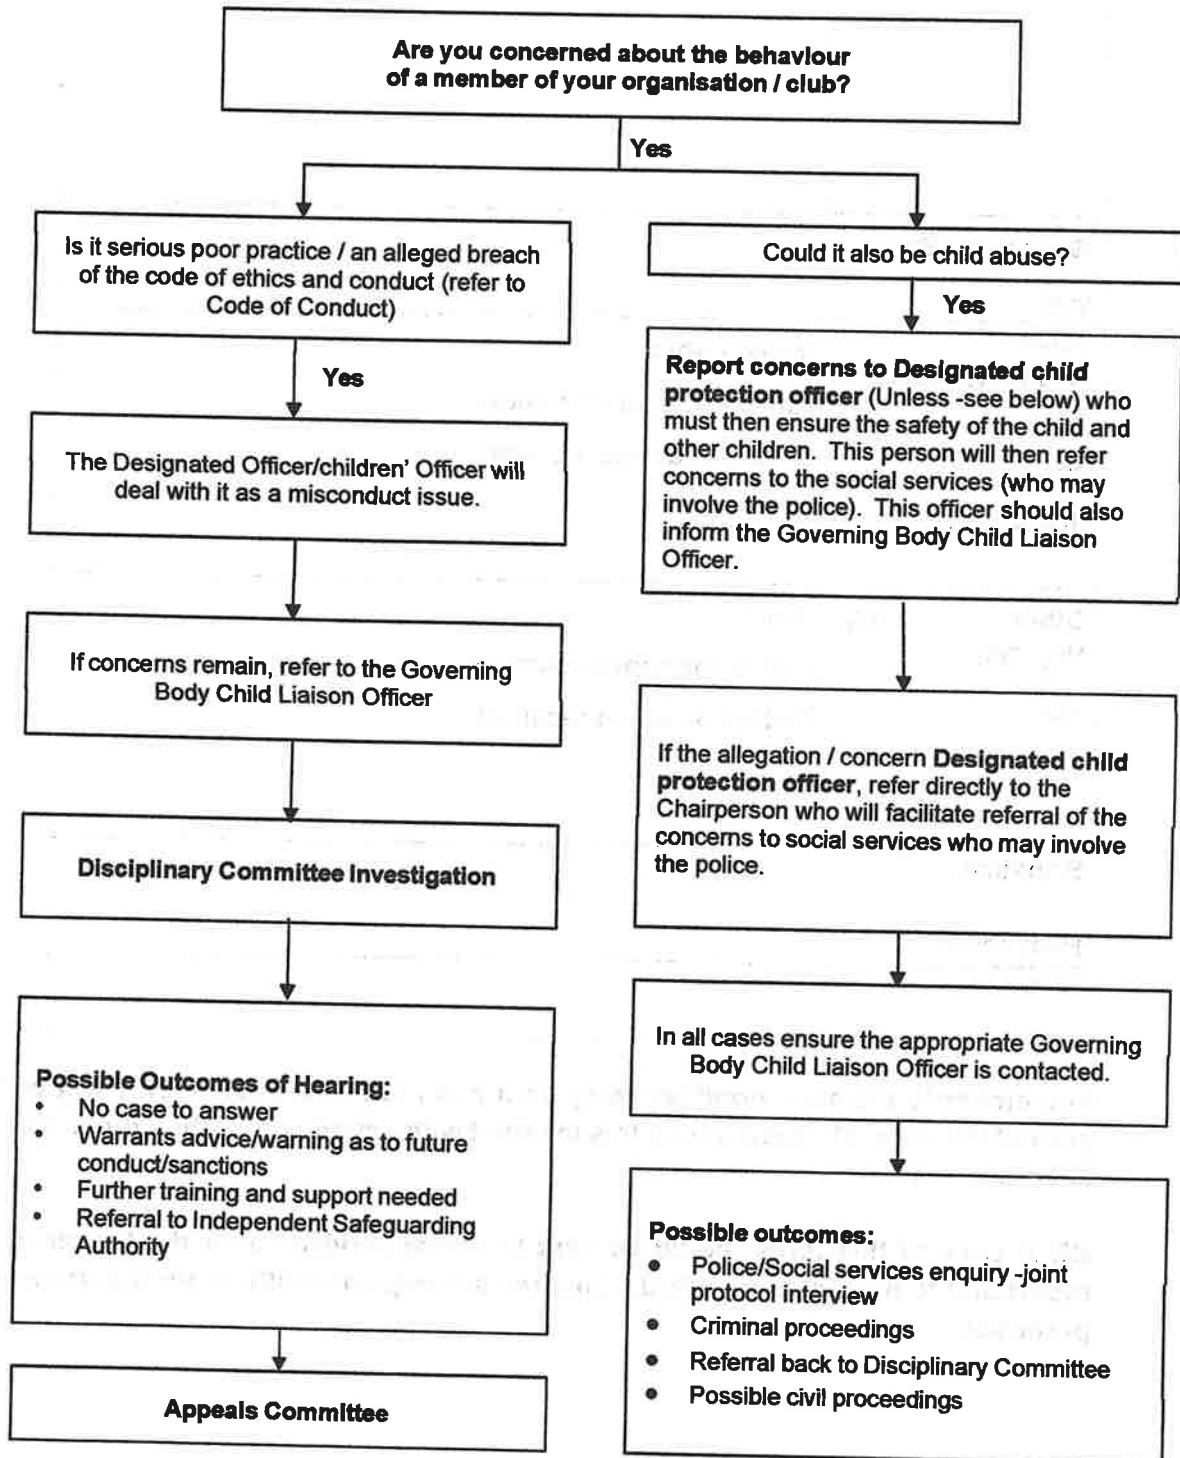 Are you concerned about the behaviour
of a member of your organisation / club?
Yes
Is it serious poor practice / an alleged breach
of the code of ethics and conduct (refer to
Code of Conduct)
Yes
The Designated Officer/children' Officer will
deal with it as a misconduct issue.
If concerns remain, refer to the Governing
Body Child Liaison Officer
Disciplinary Committee Investigation
Possible Outcomes of Hearing:
• No case to answer
• Warrants advice/warning as to future
conduct/sanctions
• Further training and support needed
• Referral to Independent Safeguarding
Authority
Appeals Committee
Could it also be child abuse?
Yes
Report concerns to Designated child
protection officer (Unless -see below) who
must then ensure the safety of the child and
other children. This person will then refer
concerns to the social services (who may
involve the police). This officer should also
inform the Governing Body Child Liaison
Officer.
If the allegation / concern Designated child
protection officer, refer directly to the
Chairperson who will facilitate referral of the
concerns to social services who may involve
the police.
In all cases ensure the appropriate Governing
Body Child Liaison Officer is contacted.
Possible outcomes:
• Police/Social services enquiry -joint
protocol interview
• Criminal proceedings
• Referral back to Disciplinary Committee
• Possible civil proceedings